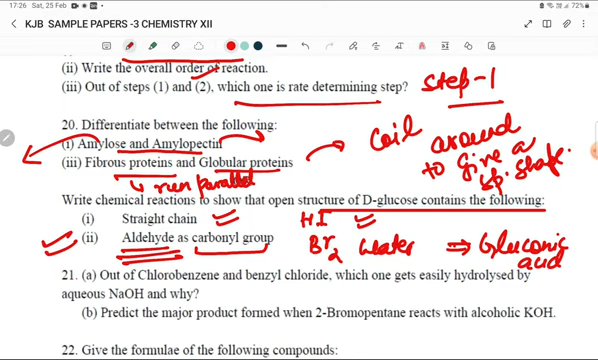 17:26 Sat, 25 Feb
72%
KJB SAMPLE PAPERS -3 CHEMISTRY XII
(ii) Write the overall order of reaction.
(iii) Out of steps (1) and (2), which one is rate determining step? step-1
20. Differentiate between the following:
(i) Amylose and Amylopectin
(iii) Fibrous proteins and Globular proteins
coil around to give a sp. shape.
run parallel
Write chemical reactions to show that open structure of D-glucose contains the following:
(i) Straight chain HI
(ii) Aldehyde as carbonyl group Br2 water ⇒ Gluconic acid
21. (a) Out of Chlorobenzene and benzyl chloride, which one gets easily hydrolysed by
aqueous NaOH and why?
(b) Predict the major product formed when 2-Bromopentane reacts with alcoholic KOH.
22. Give the formulae of the following compounds: